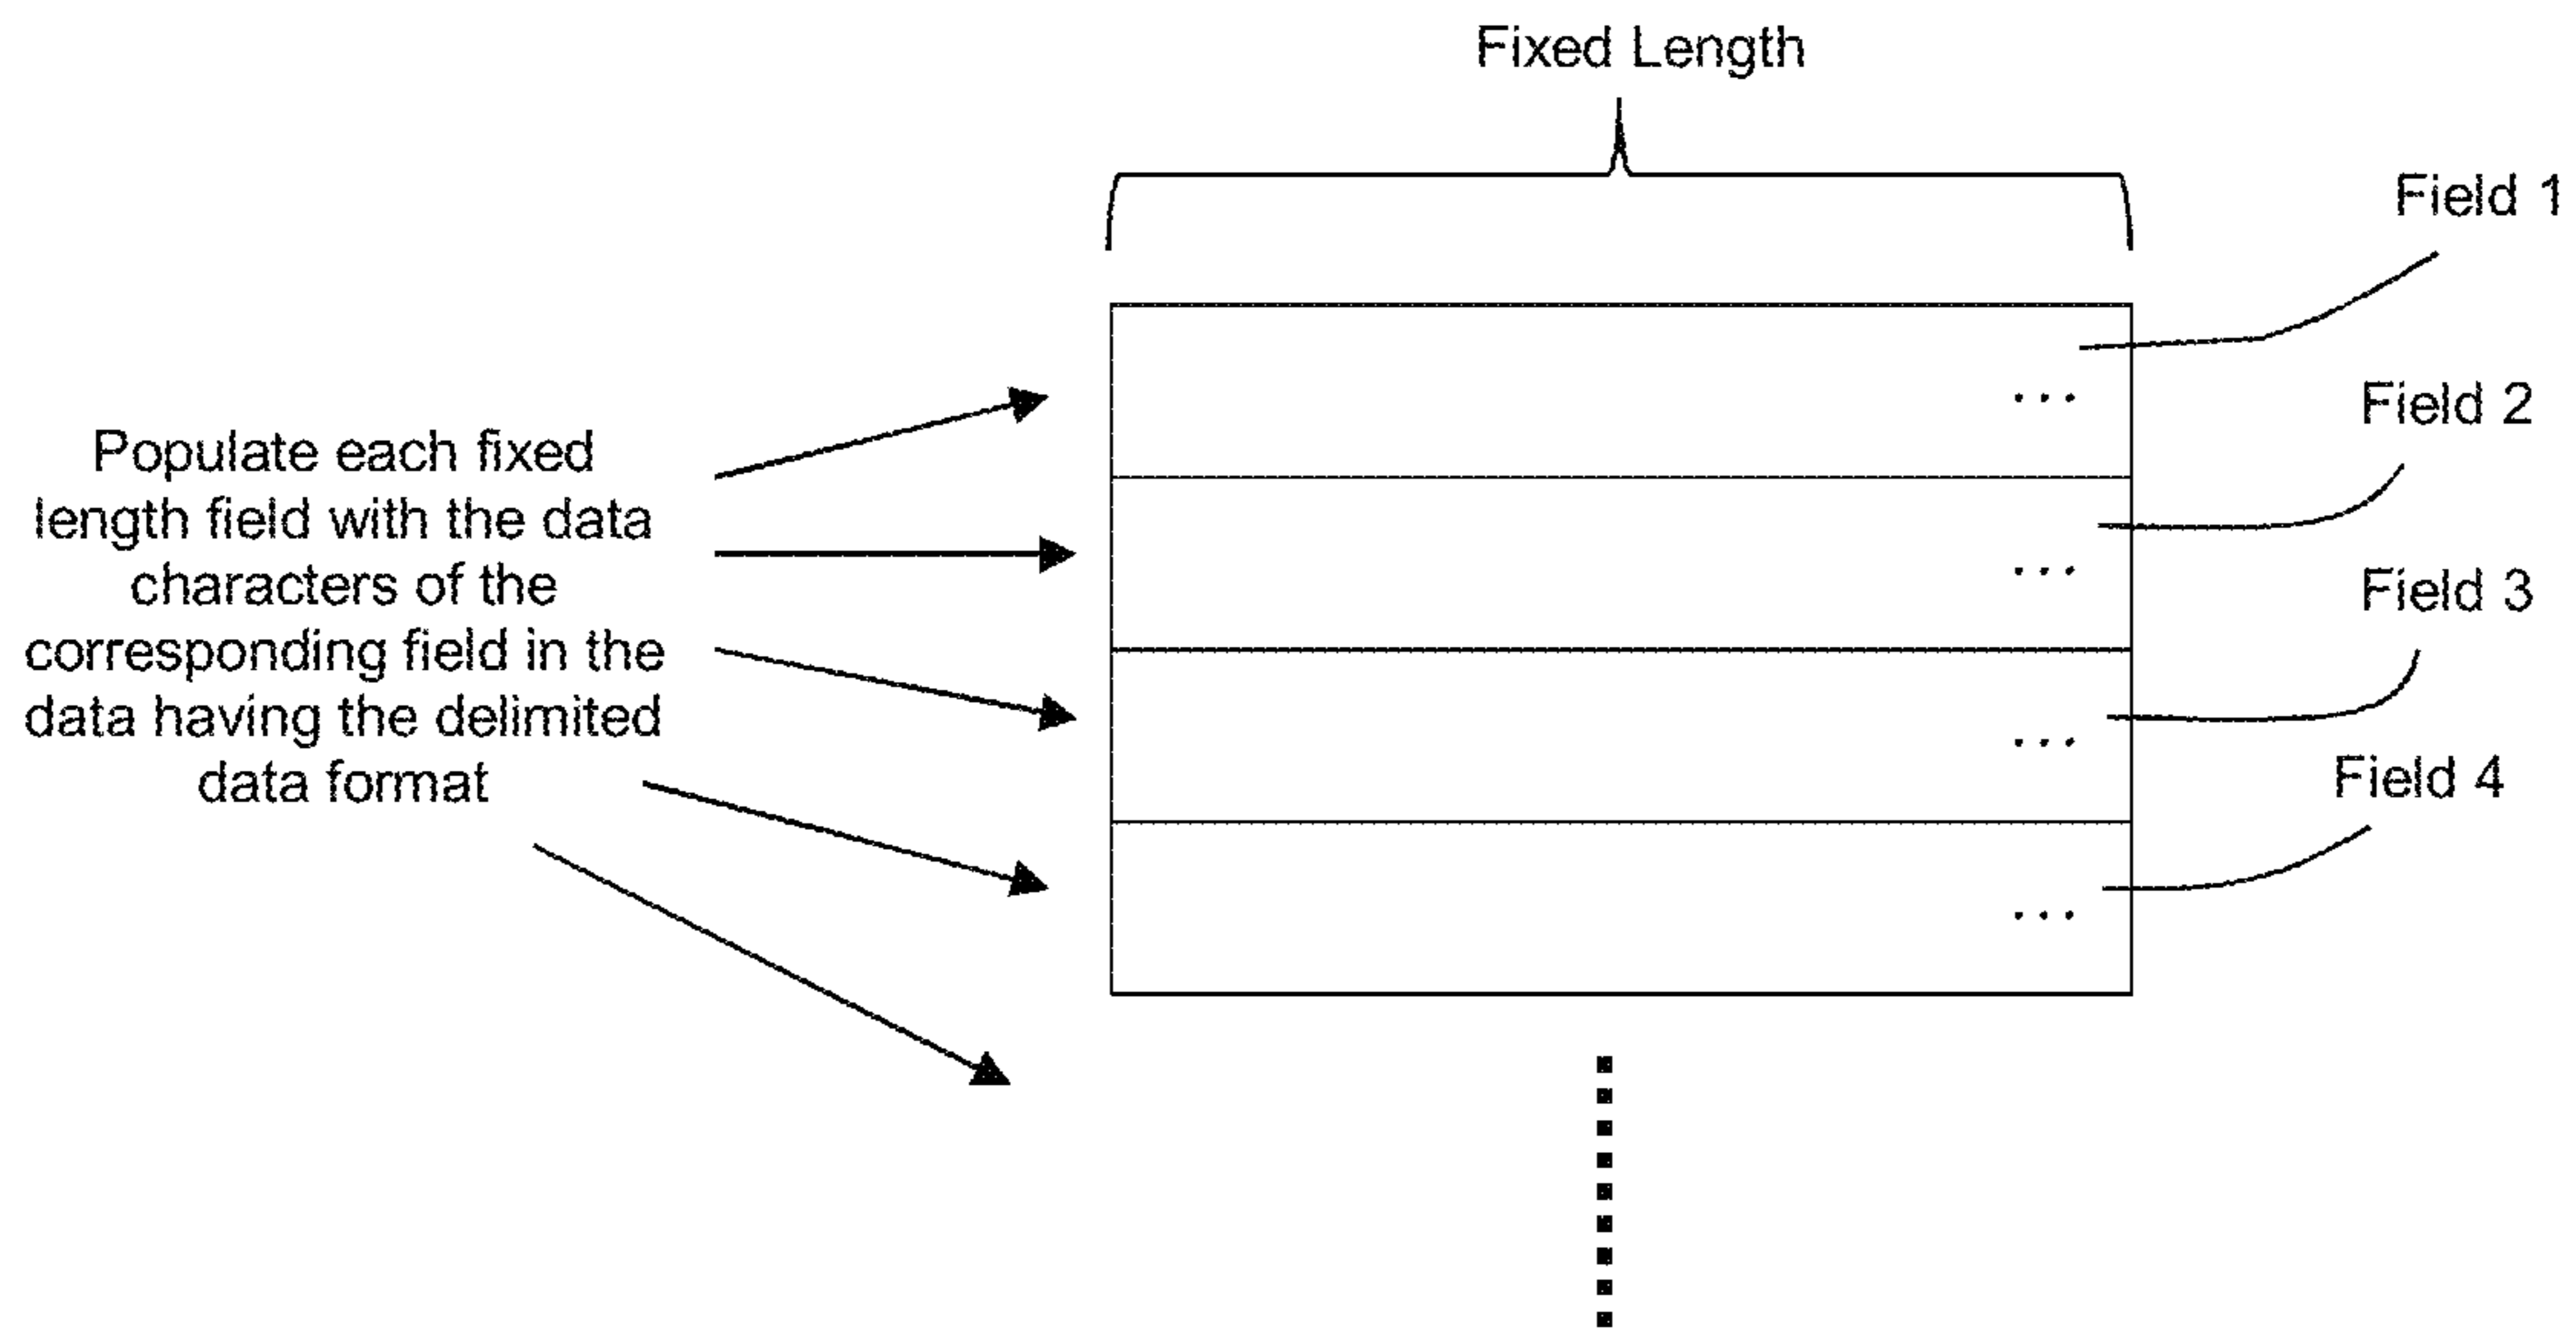 Fixed Length
Field 1
Field 2
Populate each fixed
length field with the data
characters of the
corresponding field in the
data having the delimited
data format
Field 3
Field 4